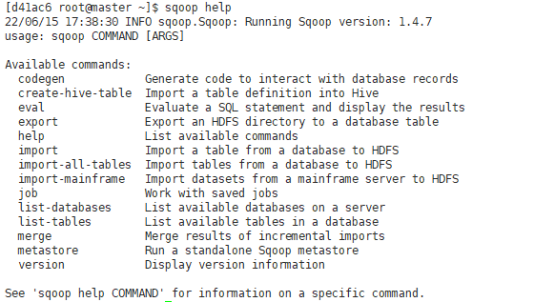 [d41ac6 root@master ~]$ sqoop help
22/06/15 17:38:30 INFO sqoop.Sqoop: Running Sqoop version: 1.4.7
usage: sqoop COMMAND [ARGS]

Available commands:
  codegen            Generate code to interact with database records
  create-hive-table  Import a table definition into Hive
  eval               Evaluate a SQL statement and display the results
  export             Export an HDFS directory to a database table
  help               List available commands
  import             Import a table from a database to HDFS
  import-all-tables  Import tables from a database to HDFS
  import-mainframe   Import datasets from a mainframe server to HDFS
  job                Work with saved jobs
  list-databases     List available databases on a server
  list-tables        List available tables in a database
  merge              Merge results of incremental imports
  metastore          Run a standalone Sqoop metastore
  version            Display version information

See 'sqoop help COMMAND' for information on a specific command.